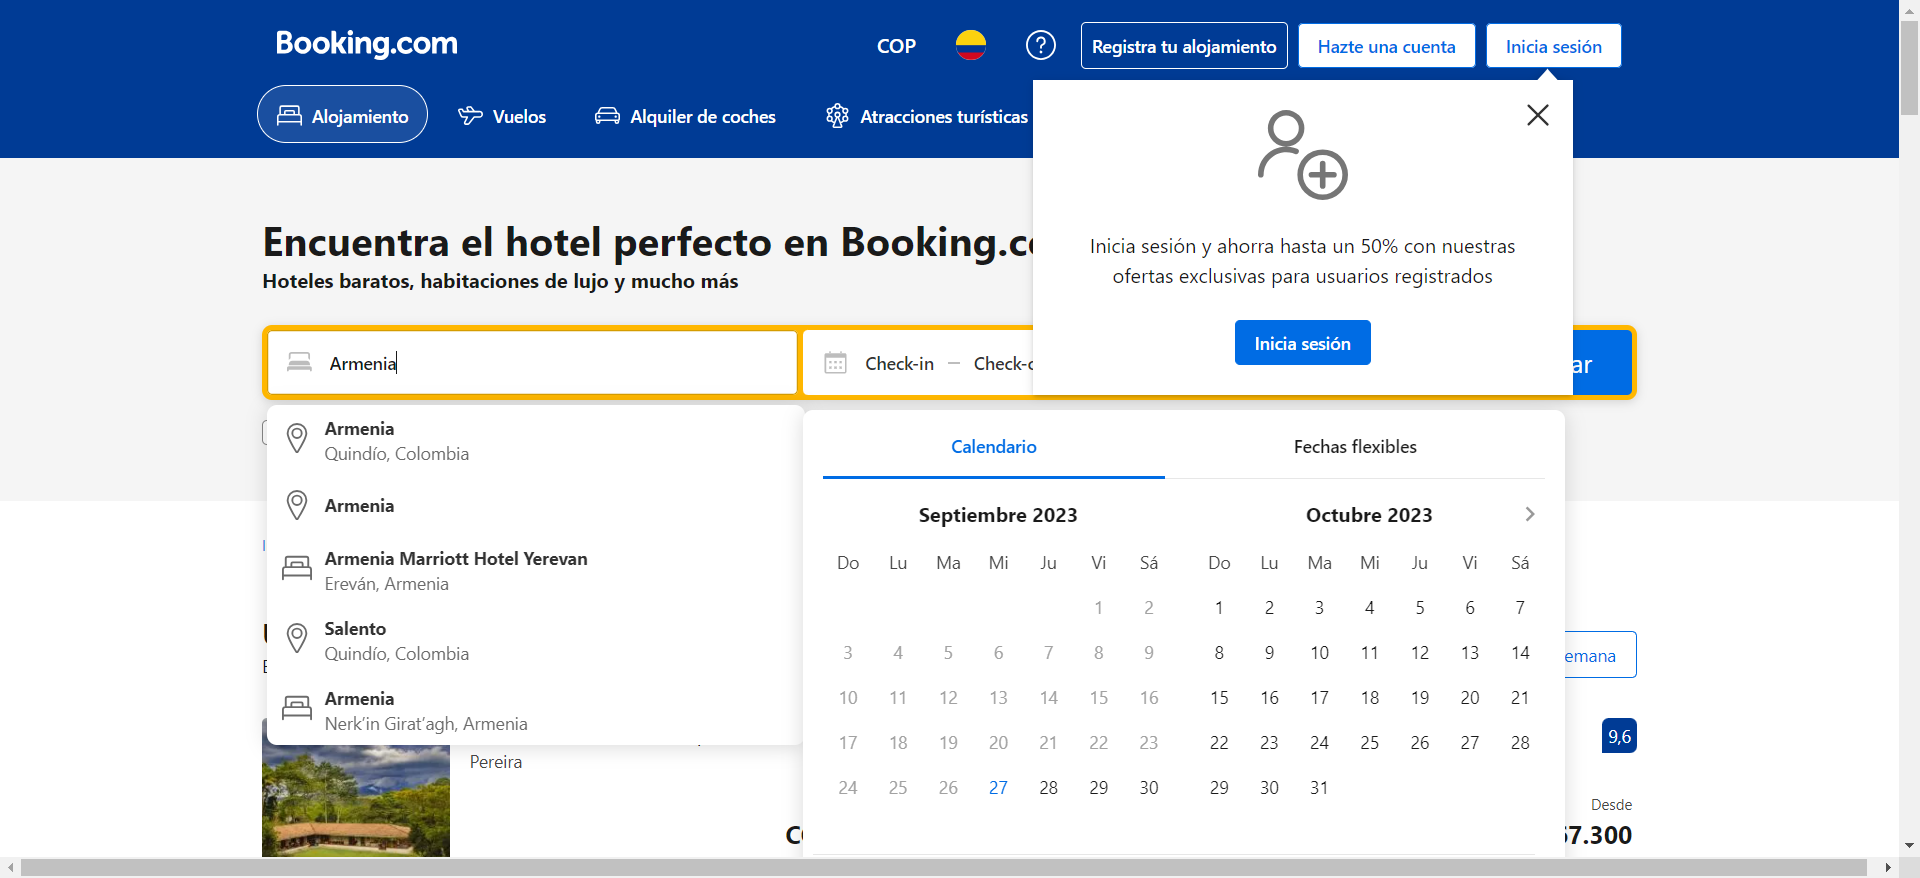 Booking.com
COP
Registra tu alojamiento
Hazte una cuenta
Inicia sesión
Alojamiento
Vuelos
Alquiler de coches
Atracciones turísticas
Inicia sesión y ahorra hasta un 50% con nuestras
ofertas exclusivas para usuarios registrados
Inicia sesión
Encuentra el hotel perfecto en Booking.c
Hoteles baratos, habitaciones de lujo y mucho más
Armenia
Check-in — Check-o
ar
Armenia
Quindío, Colombia
Armenia
Armenia Marriott Hotel Yerevan
Ereván, Armenia
Salento
Quindío, Colombia
Armenia
Nerk’in Girat’agh, Armenia
Calendario
Fechas flexibles
Septiembre 2023
Do Lu Ma Mi Ju Vi Sá
1 2
3 4 5 6 7 8 9
10 11 12 13 14 15 16
17 18 19 20 21 22 23
24 25 26 27 28 29 30
Octubre 2023
Do Lu Ma Mi Ju Vi Sá
1 2 3 4 5 6 7
8 9 10 11 12 13 14
15 16 17 18 19 20 21
22 23 24 25 26 27 28
29 30 31
emana
9,6
Pereira
Desde
67.300